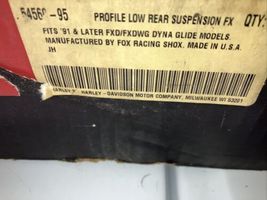 54560-95 PROFILE LOW REAR SUSPENSION FX QTY:
FITS '91 & LATER FXD/FXDWG DYNA GLIDE MODELS.
MANUFACTURED BY FOX RACING SHOX. MADE IN U.S.A.
JH
HARLEY-DAVIDSON MOTOR COMPANY, MILWAUKEE WI 53201